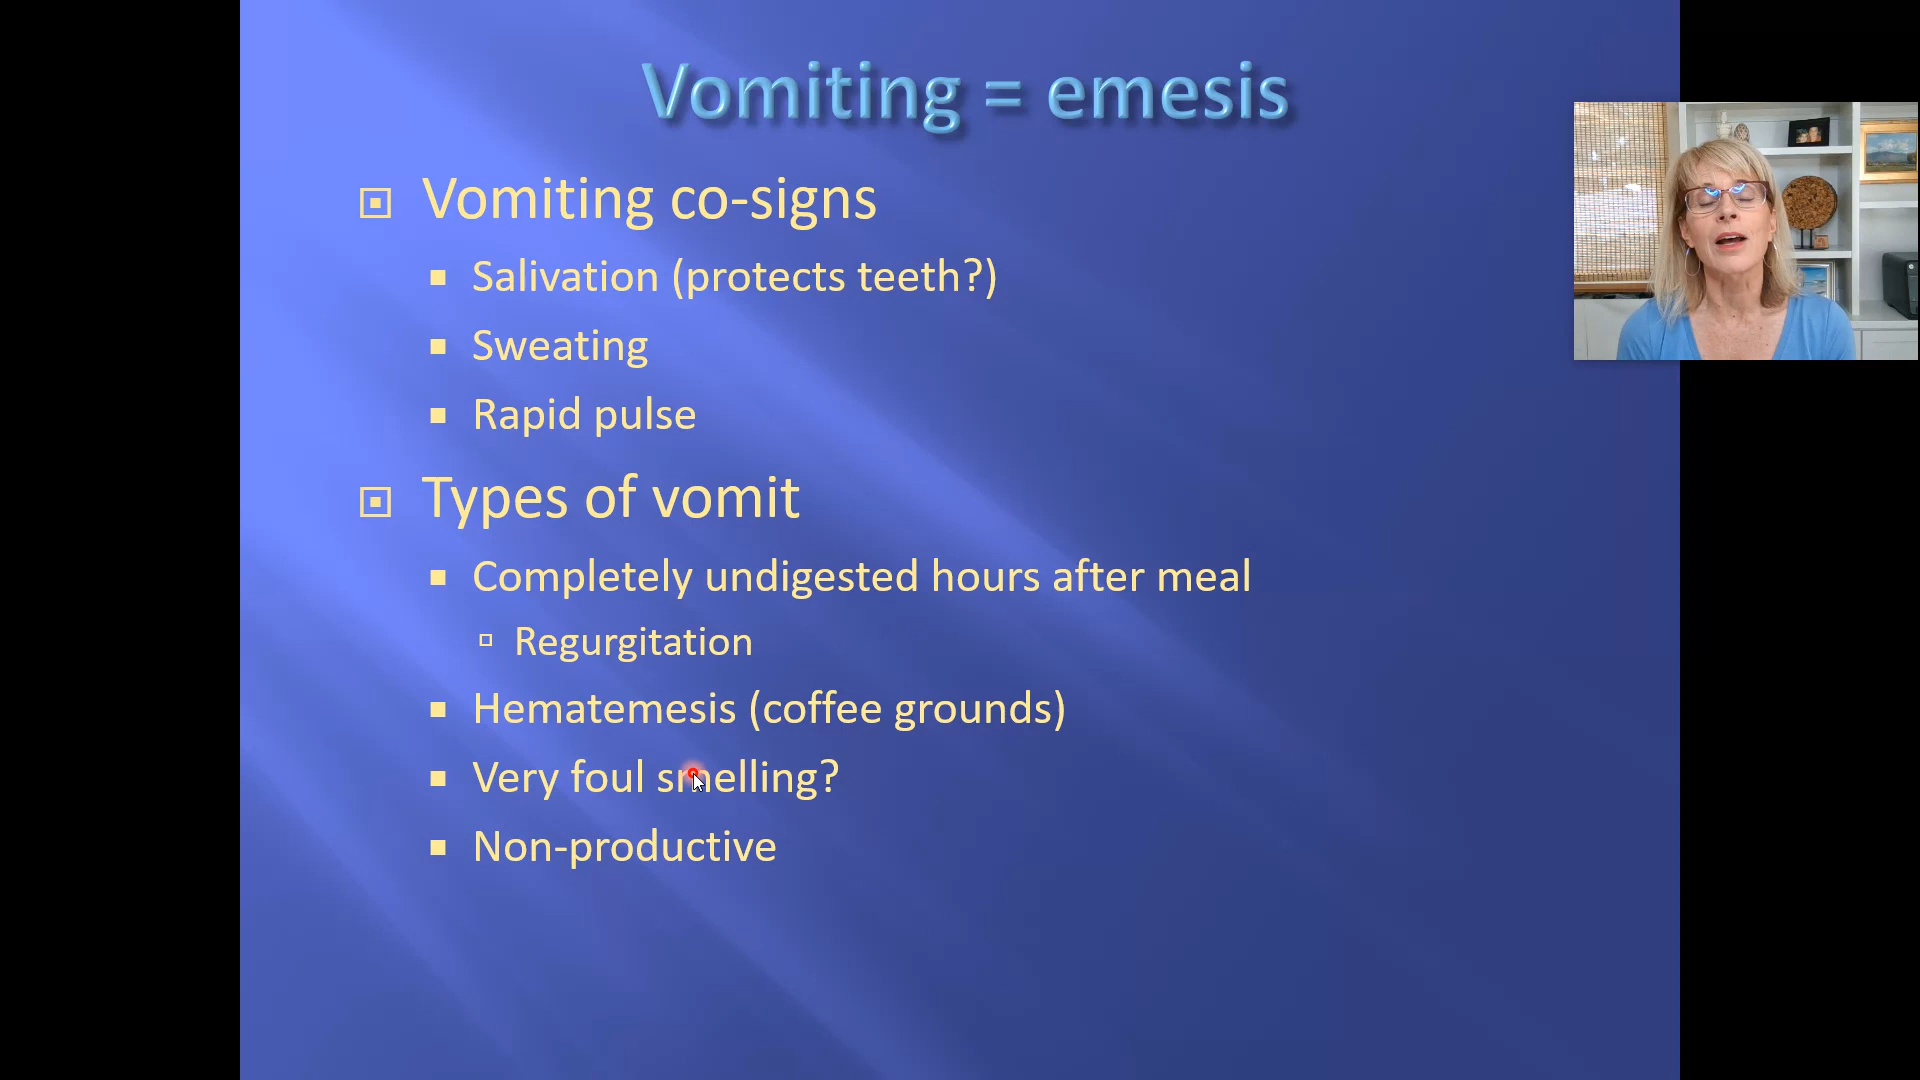 Vomiting = emesis
Vomiting co-signs
Salivation (protects teeth?)
Sweating
Rapid pulse
Types of vomit
Completely undigested hours after meal
Regurgitation
Hematemesis (coffee grounds)
Very foul smelling?
Non-productive